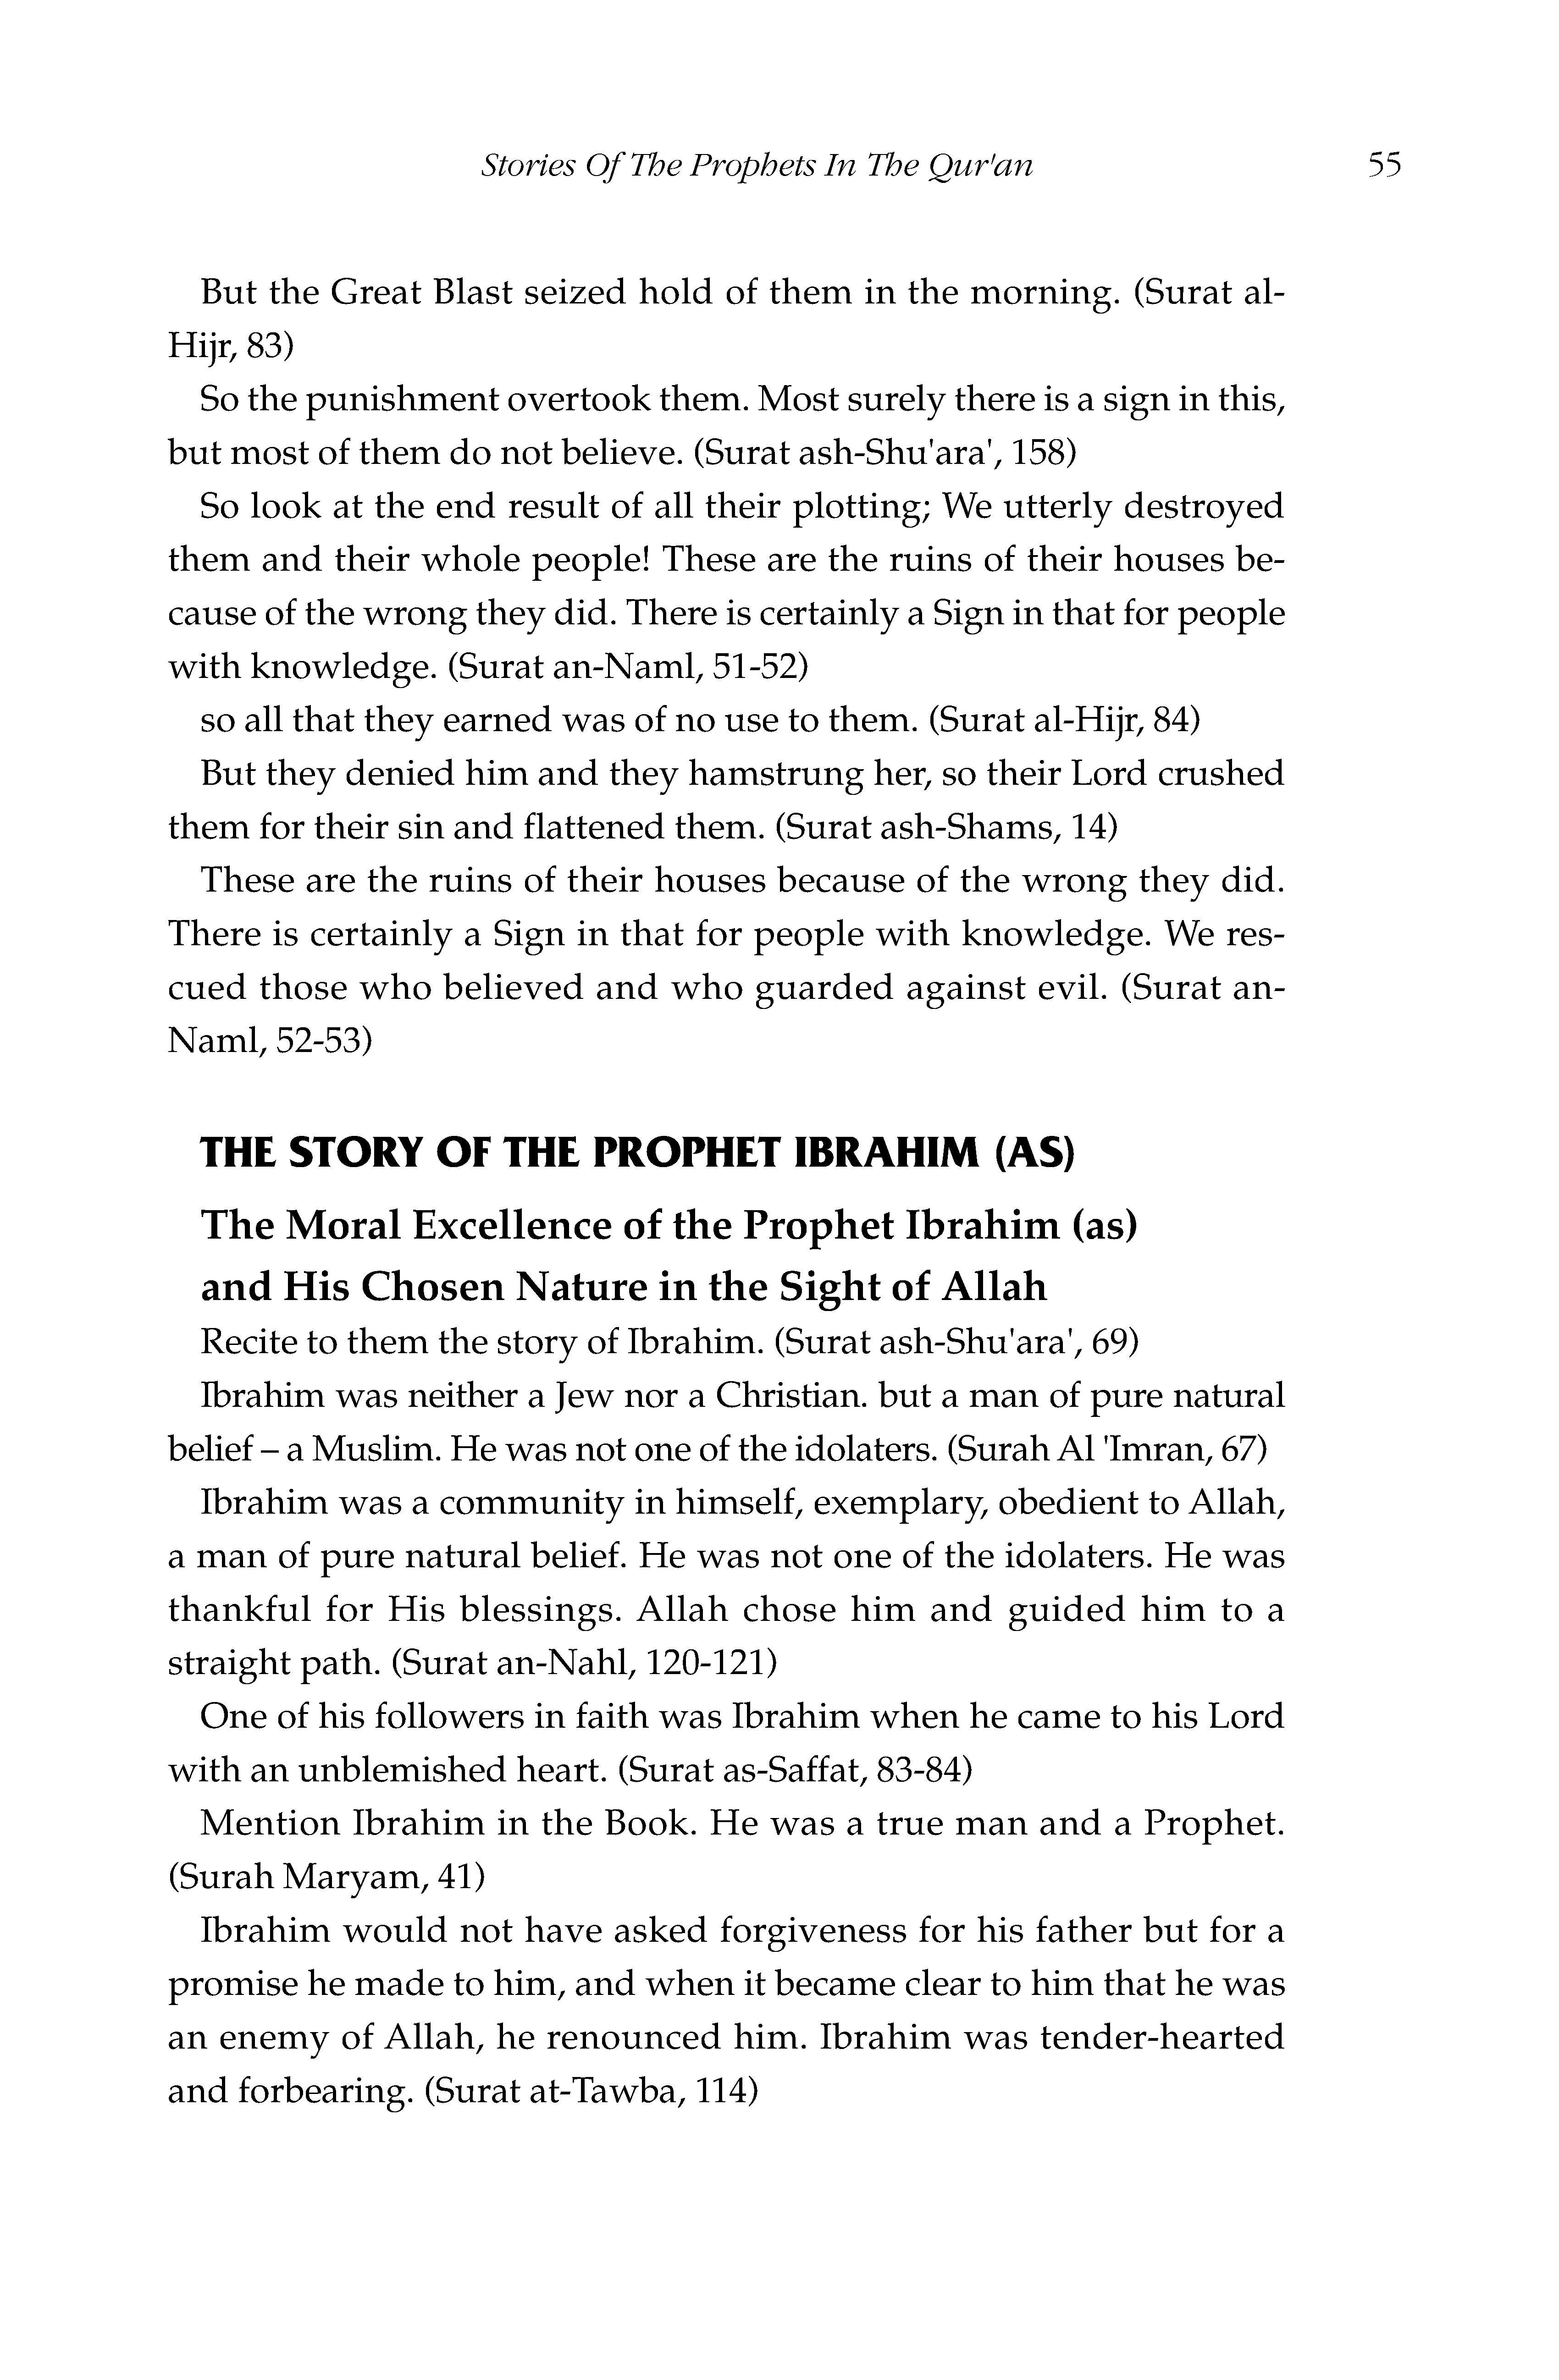 Stories Of The Prophets In The Qur'an 55
But the Great Blast seized hold of them in the morning. (Surat al-
Hijr, 83)
So the punishment overtook them. Most surely there is a sign in this,
but most of them do not believe. (Surat ash-Shu'ara', 158)
So look at the end result of all their plotting; We utterly destroyed
them and their whole people! These are the ruins of their houses be-
cause of the wrong they did. There is certainly a Sign in that for people
with knowledge. (Surat an-Naml, 51-52)
so all that they earned was of no use to them. (Surat al-Hijr, 84)
But they denied him and they hamstrung her, so their Lord crushed
them for their sin and flattened them. (Surat ash-Shams, 14)
These are the ruins of their houses because of the wrong they did.
There is certainly a Sign in that for people with knowledge. We res-
cued those who believed and who guarded against evil. (Surat an-
Naml, 52-53)
THE STORY OF THE PROPHET IBRAHIM (AS)
The Moral Excellence of the Prophet Ibrahim (as)
and His Chosen Nature in the Sight of Allah
Recite to them the story of Ibrahim. (Surat ash-Shu'ara', 69)
Ibrahim was neither a Jew nor a Christian. but a man of pure natural
belief – a Muslim. He was not one of the idolaters. (Surah Al 'Imran, 67)
Ibrahim was a community in himself, exemplary, obedient to Allah,
a man of pure natural belief. He was not one of the idolaters. He was
thankful for His blessings. Allah chose him and guided him to a
straight path. (Surat an-Nahl, 120-121)
One of his followers in faith was Ibrahim when he came to his Lord
with an unblemished heart. (Surat as-Saffat, 83-84)
Mention Ibrahim in the Book. He was a true man and a Prophet.
(Surah Maryam, 41)
Ibrahim would not have asked forgiveness for his father but for a
promise he made to him, and when it became clear to him that he was
an enemy of Allah, he renounced him. Ibrahim was tender-hearted
and forbearing. (Surat at-Tawba, 114)